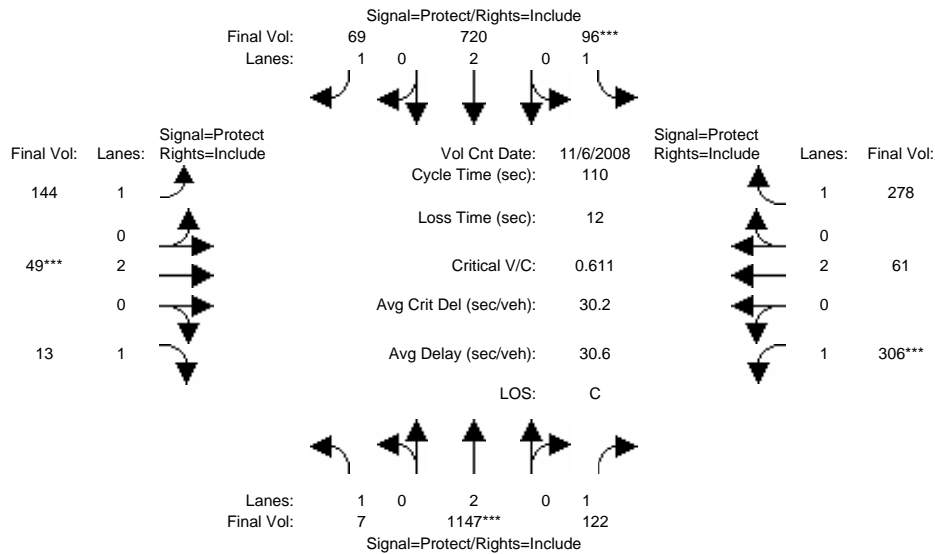 Signal=Protect/Rights=Include
Final Vol: 69 720 96***
Lanes: 1 0 2 0 1
Signal=Protect Signal=Protect
Final Vol: Lanes: Rights=Include Vol Cnt Date: 11/6/2008 Rights=Include Lanes: Final Vol:
Cycle Time (sec): 110
144 1 1 278
Loss Time (sec): 12
0 0
49*** 2 Critical V/C: 0.611 2 61
0 Avg Crit Del (sec/veh): 30.2 0
13 1 Avg Delay (sec/veh): 30.6 1 306***
LOS: C
Lanes: 1 0 2 0 1
Final Vol: 7 1147*** 122
Signal=Protect/Rights=Include